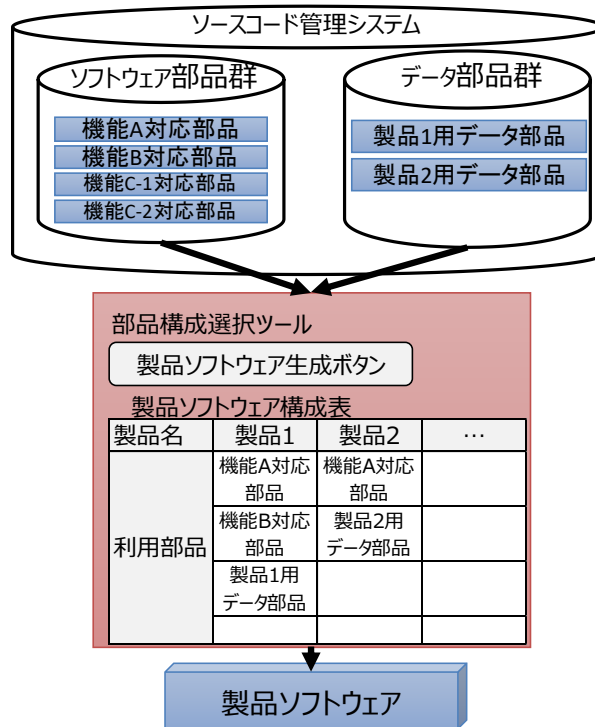 ソースコード管理システム
ソフトウェア部品群
機能A対応部品
機能B対応部品
機能C-1対応部品
機能C-2対応部品
データ部品群
製品1用データ部品
製品2用データ部品
部品構成選択ツール
製品ソフトウェア生成ボタン
製品ソフトウェア構成表
製品名 製品1 製品2 …
利用部品
機能A対応
部品
機能A対応
部品
機能B対応
部品
製品2用
データ部品
製品1用
データ部品
製品ソフトウェア